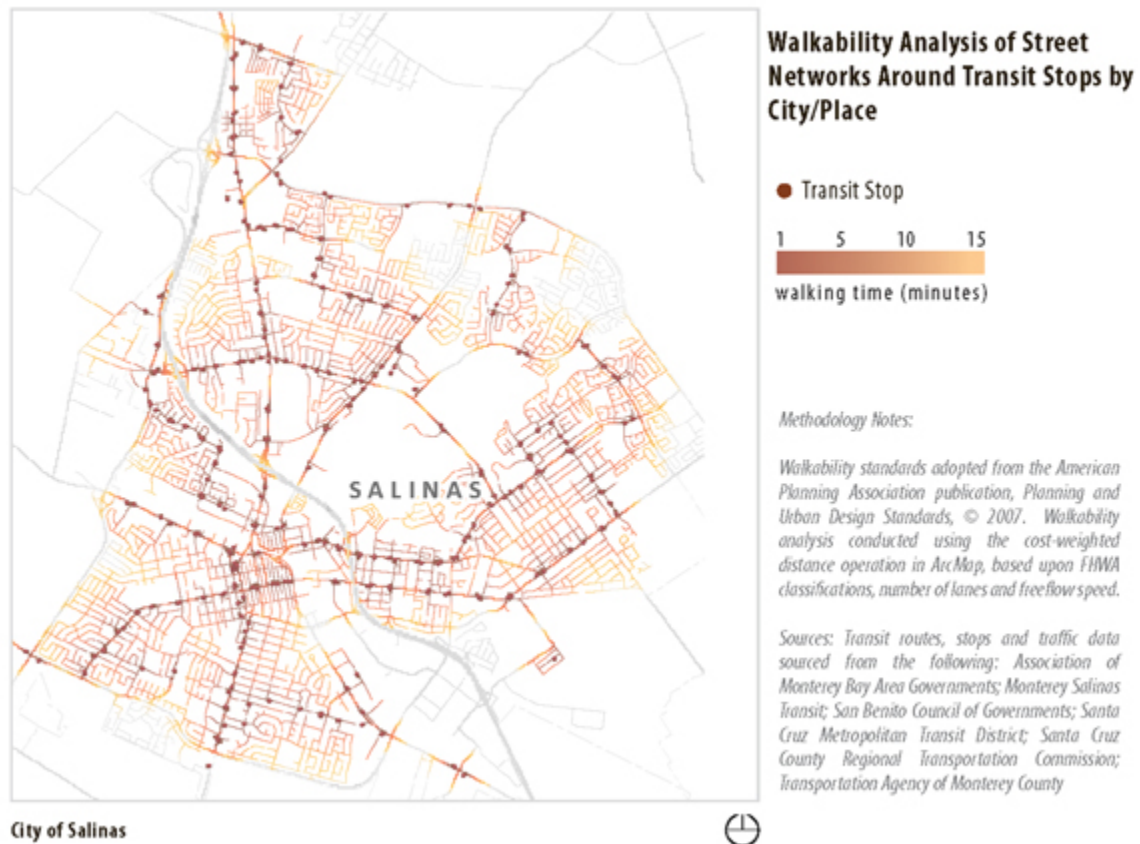 Walkability Analysis of Street
Networks Around Transit Stops by
City/Place
Transit Stop
1 5 10 15
walking time (minutes)
SALINAS
Methodology Notes:
Walkability standards adopted from the American
Planning Association publication, Planning and
Urban Design Standards, © 2007. Walkability
analysis conducted using the cost-weighted
distance operation in ArcMap, based upon FHWA
classifications, number of lanes and freeflow speed.
Sources: Transit routes, stops and traffic data
sourced from the following: Association of
Monterey Bay Area Governments; Monterey Salinas
Transit; San Benito Council of Governments; Santa
Cruz Metropolitan Transit District; Santa Cruz
County Regional Transportation Commission;
Transportation Agency of Monterey County
City of Salinas